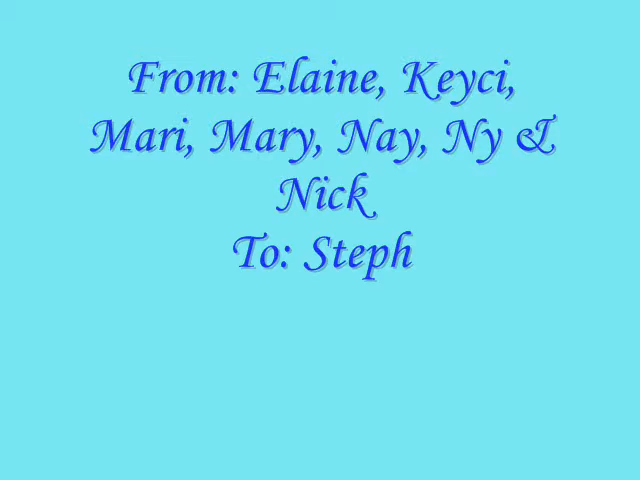 From: Elaine, Keyci,
Mari, Mary, Nay, Ny &
Nick
To: Steph